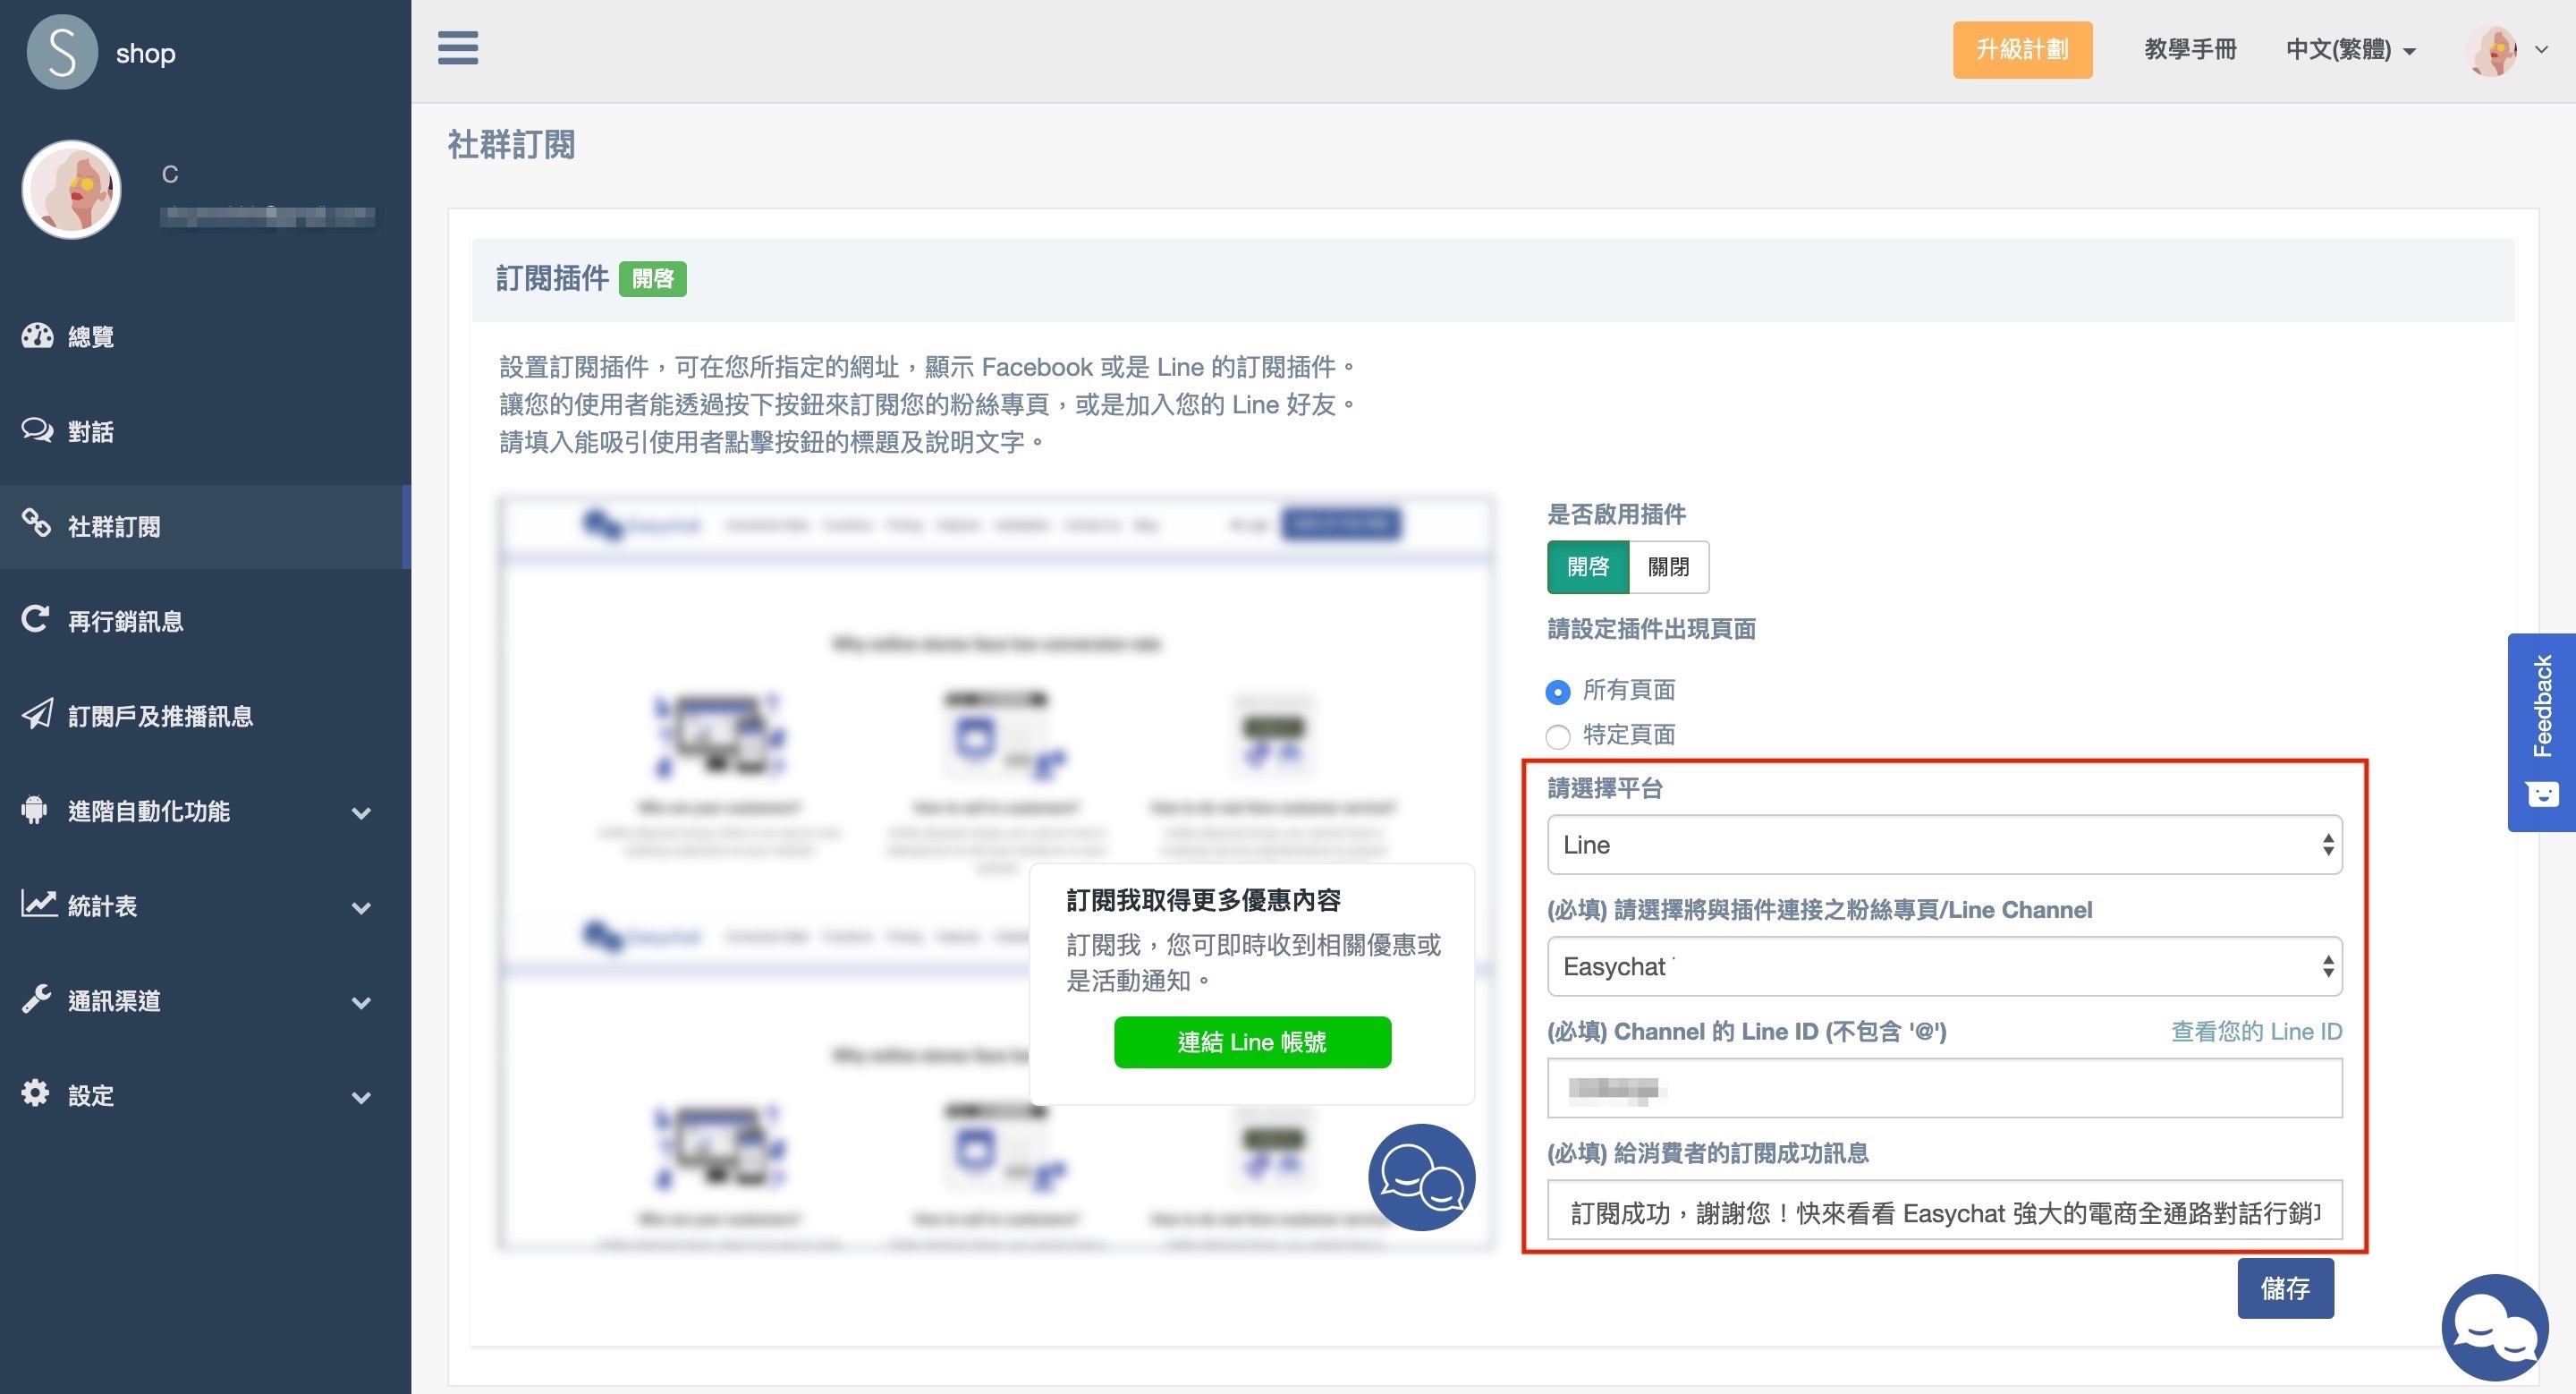 S
shop
升級計劃
教學手冊
中文(繁體)
C
總覽
對話
社群訂閱
再行銷訊息
訂閱戶及推播訊息
進階自動化功能
統計表
通訊渠道
設定
社群訂閱
訂閱插件
開啓
設置訂閱插件，可在您所指定的網址，顯示 Facebook 或是 Line 的訂閱插件。
讓您的使用者能透過按下按鈕來訂閱您的粉絲專頁，或是加入您的 Line 好友。
請填入能吸引使用者點擊按鈕的標題及說明文字。
Why online stores face low conversion rate
訂閱我取得更多優惠內容
訂閱我，您可即時收到相關優惠或
是活動通知。
連結 Line 帳號
是否啟用插件
開啓
關閉
請設定插件出現頁面
所有頁面
特定頁面
請選擇平台
Line
(必填) 請選擇將與插件連接之粉絲專頁/Line Channel
Easychat
(必填) Channel 的 Line ID (不包含 '@')
查看您的 Line ID
(必填) 給消費者的訂閱成功訊息
訂閱成功，謝謝您！快來看看 Easychat 強大的電商全通路對話行銷
儲存
Feedback